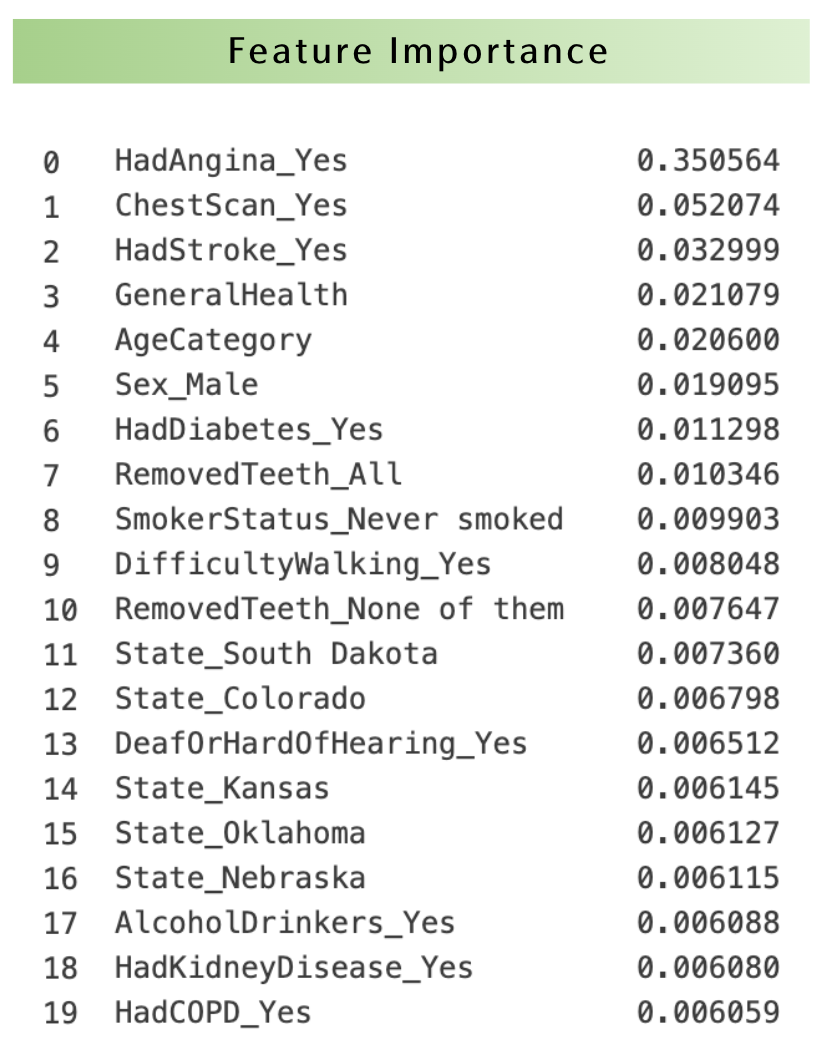 Feature Importance
0 HadAngina_Yes 0.350564
1 ChestScan_Yes 0.052074
2 HadStroke_Yes 0.032999
3 GeneralHealth 0.021079
4 AgeCategory 0.020600
5 Sex_Male 0.019095
6 HadDiabetes_Yes 0.011298
7 RemovedTeeth_All 0.010346
8 SmokerStatus_Never smoked 0.009903
9 DifficultyWalking_Yes 0.008048
10 RemovedTeeth_None of them 0.007647
11 State_South Dakota 0.007360
12 State_Colorado 0.006798
13 DeafOrHardOfHearing_Yes 0.006512
14 State_Kansas 0.006145
15 State_Oklahoma 0.006127
16 State_Nebraska 0.006115
17 AlcoholDrinkers_Yes 0.006088
18 HadKidneyDisease_Yes 0.006080
19 HadCOPD_Yes 0.006059